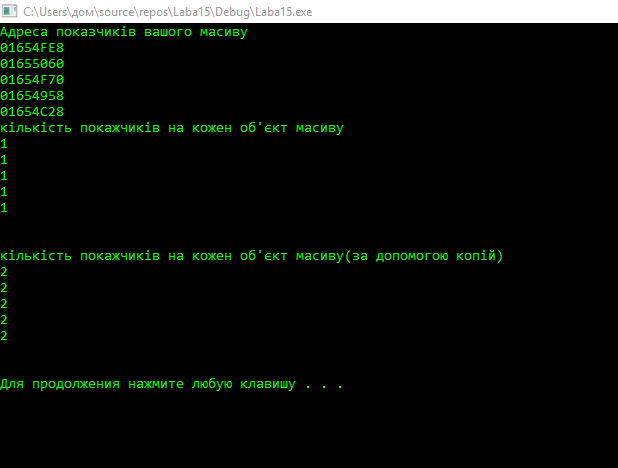 C:\Users\дом\source\repos\Laba15\Debug\Laba15.exe
Адреса показчиків вашого масиву
01654FE8
01655060
01654F70
01654958
01654C28
кількість покажчиків на кожен об'єкт масиву
1
1
1
1
1
кількість покажчиків на кожен об'єкт масиву(за допомогою копій)
2
2
2
2
2
Для продолжения нажмите любую клавишу . . .